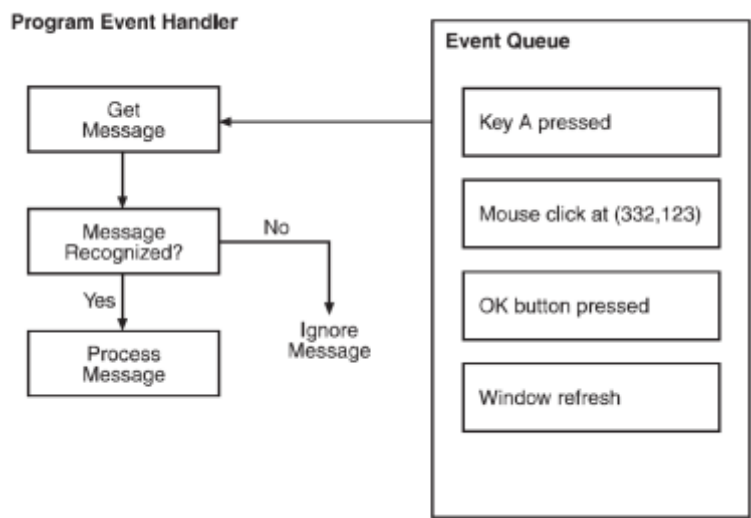 Program Event Handler
Get
Message
Message
Recognized?
No
Yes
Ignore
Message
Process
Message
Event Queue
Key A pressed
Mouse click at (332,123)
OK button pressed
Window refresh